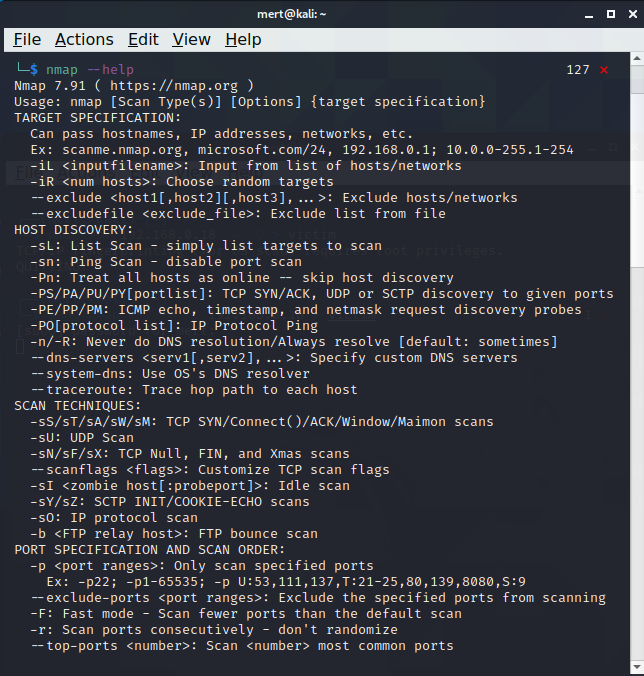 mert@kali: ~
File Actions Edit View Help
└─$ nmap --help 127 ⨯
Nmap 7.91 ( https://nmap.org )
Usage: nmap [Scan Type(s)] [Options] {target specification}
TARGET SPECIFICATION:
  Can pass hostnames, IP addresses, networks, etc.
  Ex: scanme.nmap.org, microsoft.com/24, 192.168.0.1; 10.0.0-255.1-254
  -iL <inputfilename>: Input from list of hosts/networks
  -iR <num hosts>: Choose random targets
  --exclude <host1[,host2][,host3],...>: Exclude hosts/networks
  --excludefile <exclude_file>: Exclude list from file
HOST DISCOVERY:
  -sL: List Scan - simply list targets to scan
  -sn: Ping Scan - disable port scan
  -Pn: Treat all hosts as online -- skip host discovery
  -PS/PA/PU/PY[portlist]: TCP SYN/ACK, UDP or SCTP discovery to given ports
  -PE/PP/PM: ICMP echo, timestamp, and netmask request discovery probes
  -PO[protocol list]: IP Protocol Ping
  -n/-R: Never do DNS resolution/Always resolve [default: sometimes]
  --dns-servers <serv1[,serv2],...>: Specify custom DNS servers
  --system-dns: Use OS's DNS resolver
  --traceroute: Trace hop path to each host
SCAN TECHNIQUES:
  -sS/sT/sA/sW/sM: TCP SYN/Connect()/ACK/Window/Maimon scans
  -sU: UDP Scan
  -sN/sF/sX: TCP Null, FIN, and Xmas scans
  --scanflags <flags>: Customize TCP scan flags
  -sI <zombie host[:probeport]>: Idle scan
  -sY/sZ: SCTP INIT/COOKIE-ECHO scans
  -sO: IP protocol scan
  -b <FTP relay host>: FTP bounce scan
PORT SPECIFICATION AND SCAN ORDER:
  -p <port ranges>: Only scan specified ports
    Ex: -p22; -p1-65535; -p U:53,111,137,T:21-25,80,139,8080,S:9
  --exclude-ports <port ranges>: Exclude the specified ports from scanning
  -F: Fast mode - Scan fewer ports than the default scan
  -r: Scan ports consecutively - don't randomize
  --top-ports <number>: Scan <number> most common ports